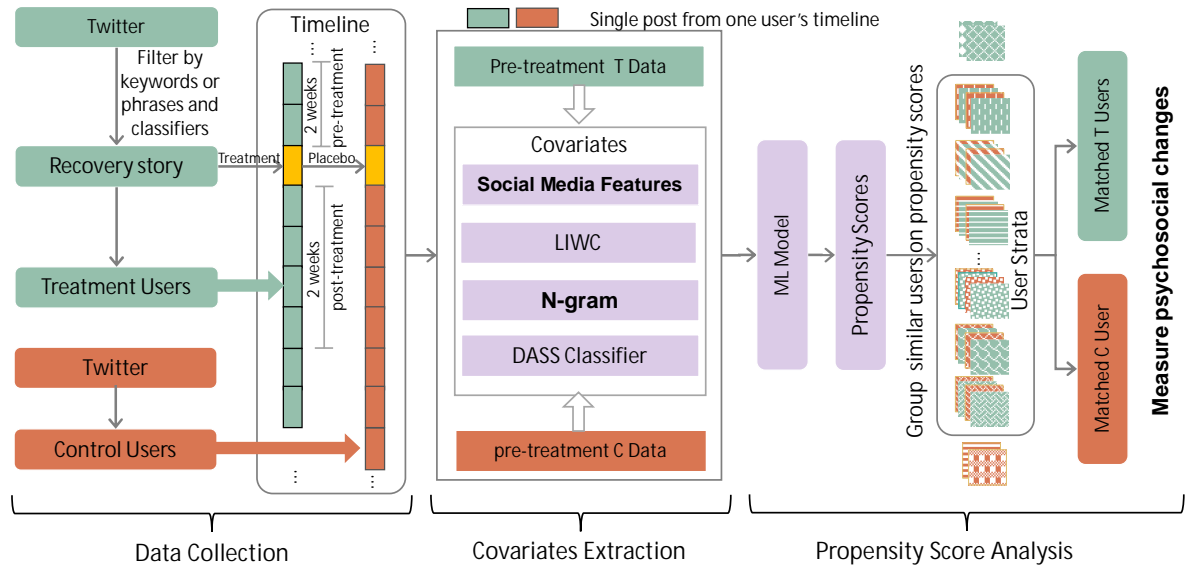 Twitter
Filter by
keywords or
phrases and
classifiers
Recovery story
Treatment Users
Twitter
Control Users
Timeline
...
...
2 weeks
pre-treatment
Treatment
Placebo
2 weeks
post-treatment
...
...
Single post from one user's timeline
Pre-treatment T Data
Covariates
Social Media Features
LIWC
N-gram
DASS Classifier
pre-treatment C Data
ML Model
Propensity Scores
Group similar users on propensity scores
...
User Strata
Matched T Users
Matched C User
Measure psychosocial changes
Data Collection
Covariates Extraction
Propensity Score Analysis